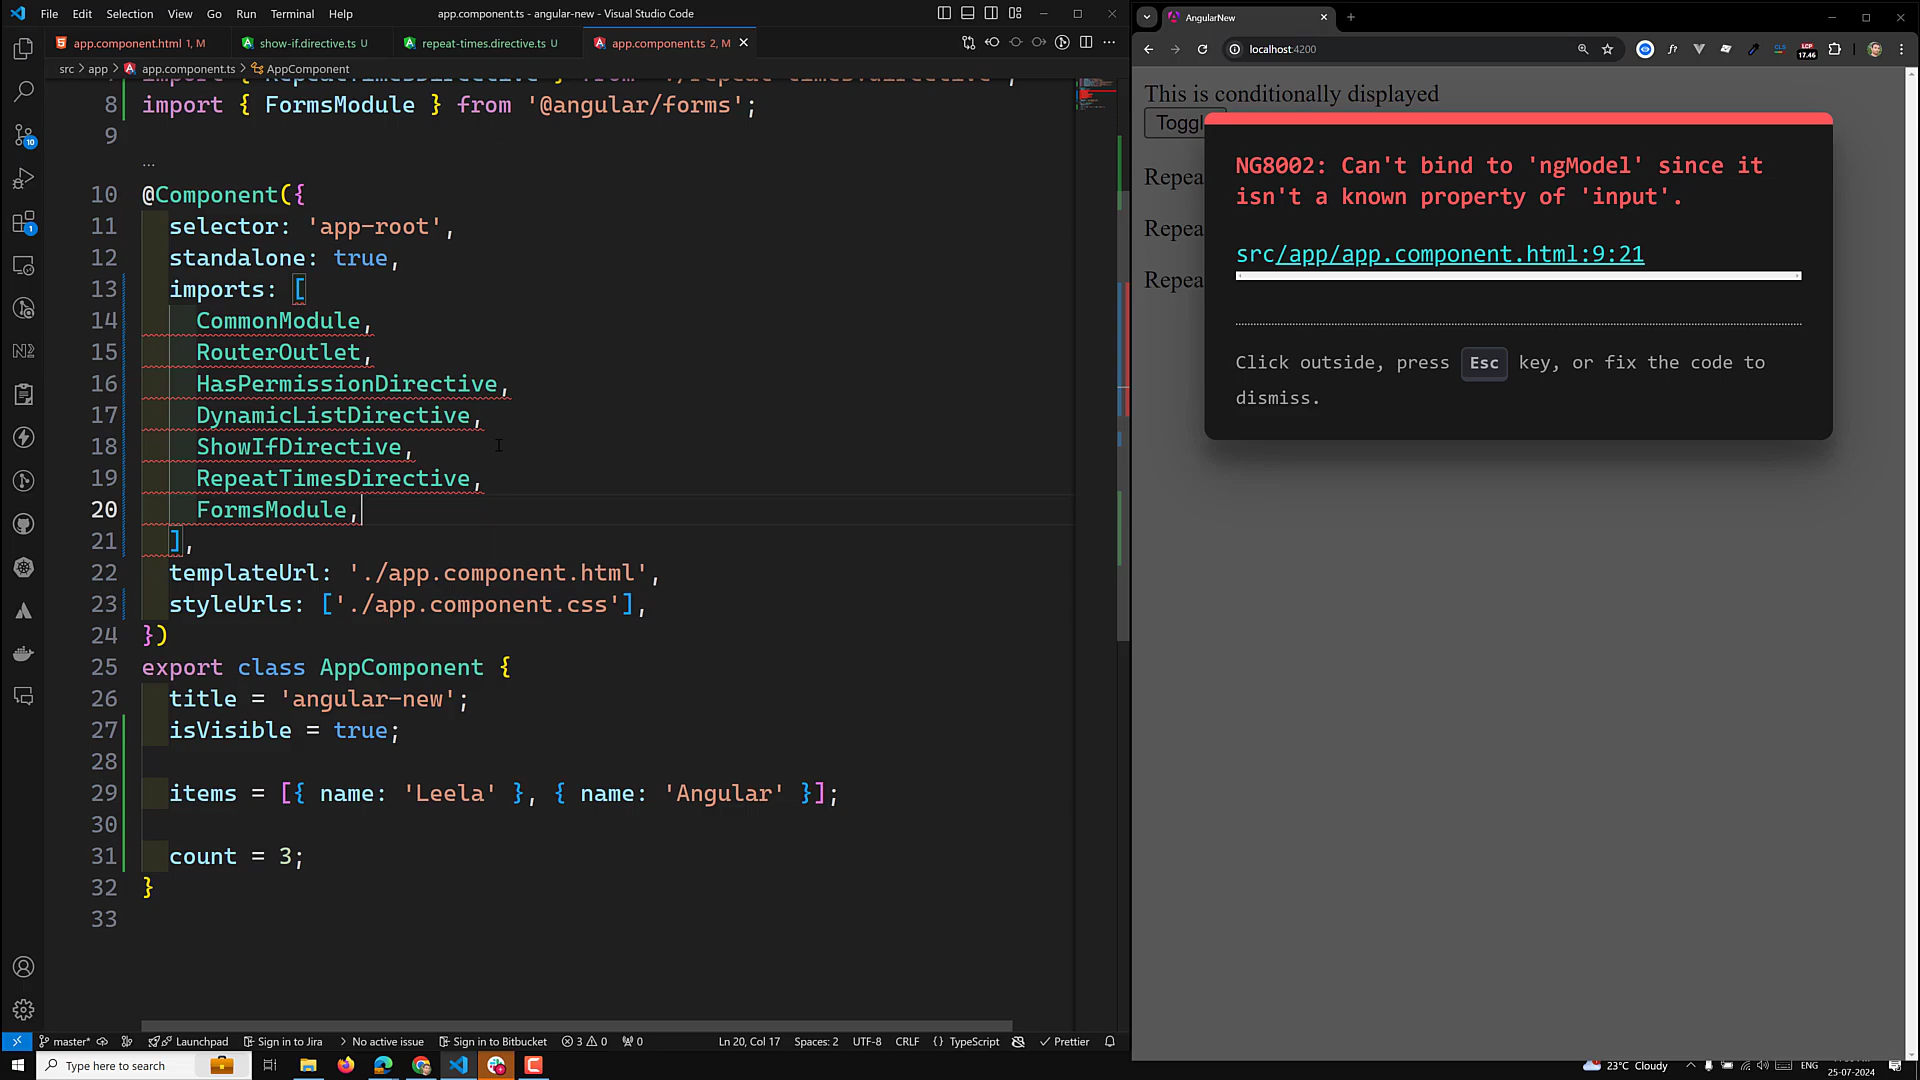 File Edit Selection View Go Run Terminal Help
app.component.ts - angular-new - Visual Studio Code
app.component.html 1, M
show-if.directive.ts U
repeat-times.directive.ts U
app.component.ts 2, M
src > app > app.component.ts > AppComponent
8 import { FormsModule } from '@angular/forms';
9
...
10 @Component({
11 selector: 'app-root',
12 standalone: true,
13 imports: [
14 CommonModule,
15 RouterOutlet,
16 HasPermissionDirective,
17 DynamicListDirective,
18 ShowIfDirective,
19 RepeatTimesDirective,
20 FormsModule,
21 ],
22 templateUrl: './app.component.html',
23 styleUrls: ['./app.component.css'],
24 })
25 export class AppComponent {
26 title = 'angular-new';
27 isVisible = true;
28
29 items = [{ name: 'Leela' }, { name: 'Angular' }];
30
31 count = 3;
32 }
33
10
1
master* Launchpad Sign in to Jira No active issue Sign in to Bitbucket 3 0 0 Ln 20, Col 17 Spaces: 2 UTF-8 CRLF {} TypeScript Prettier
Type here to search
AngularNew
localhost:4200
LCP
17.46
This is conditionally displayed
Toggl
Repea
Repea
Repea
NG8002: Can't bind to 'ngModel' since it
isn't a known property of 'input'.
src/app/app.component.html:9:21
Click outside, press Esc key, or fix the code to
dismiss.
23°C Cloudy
ENG
25-07-2024